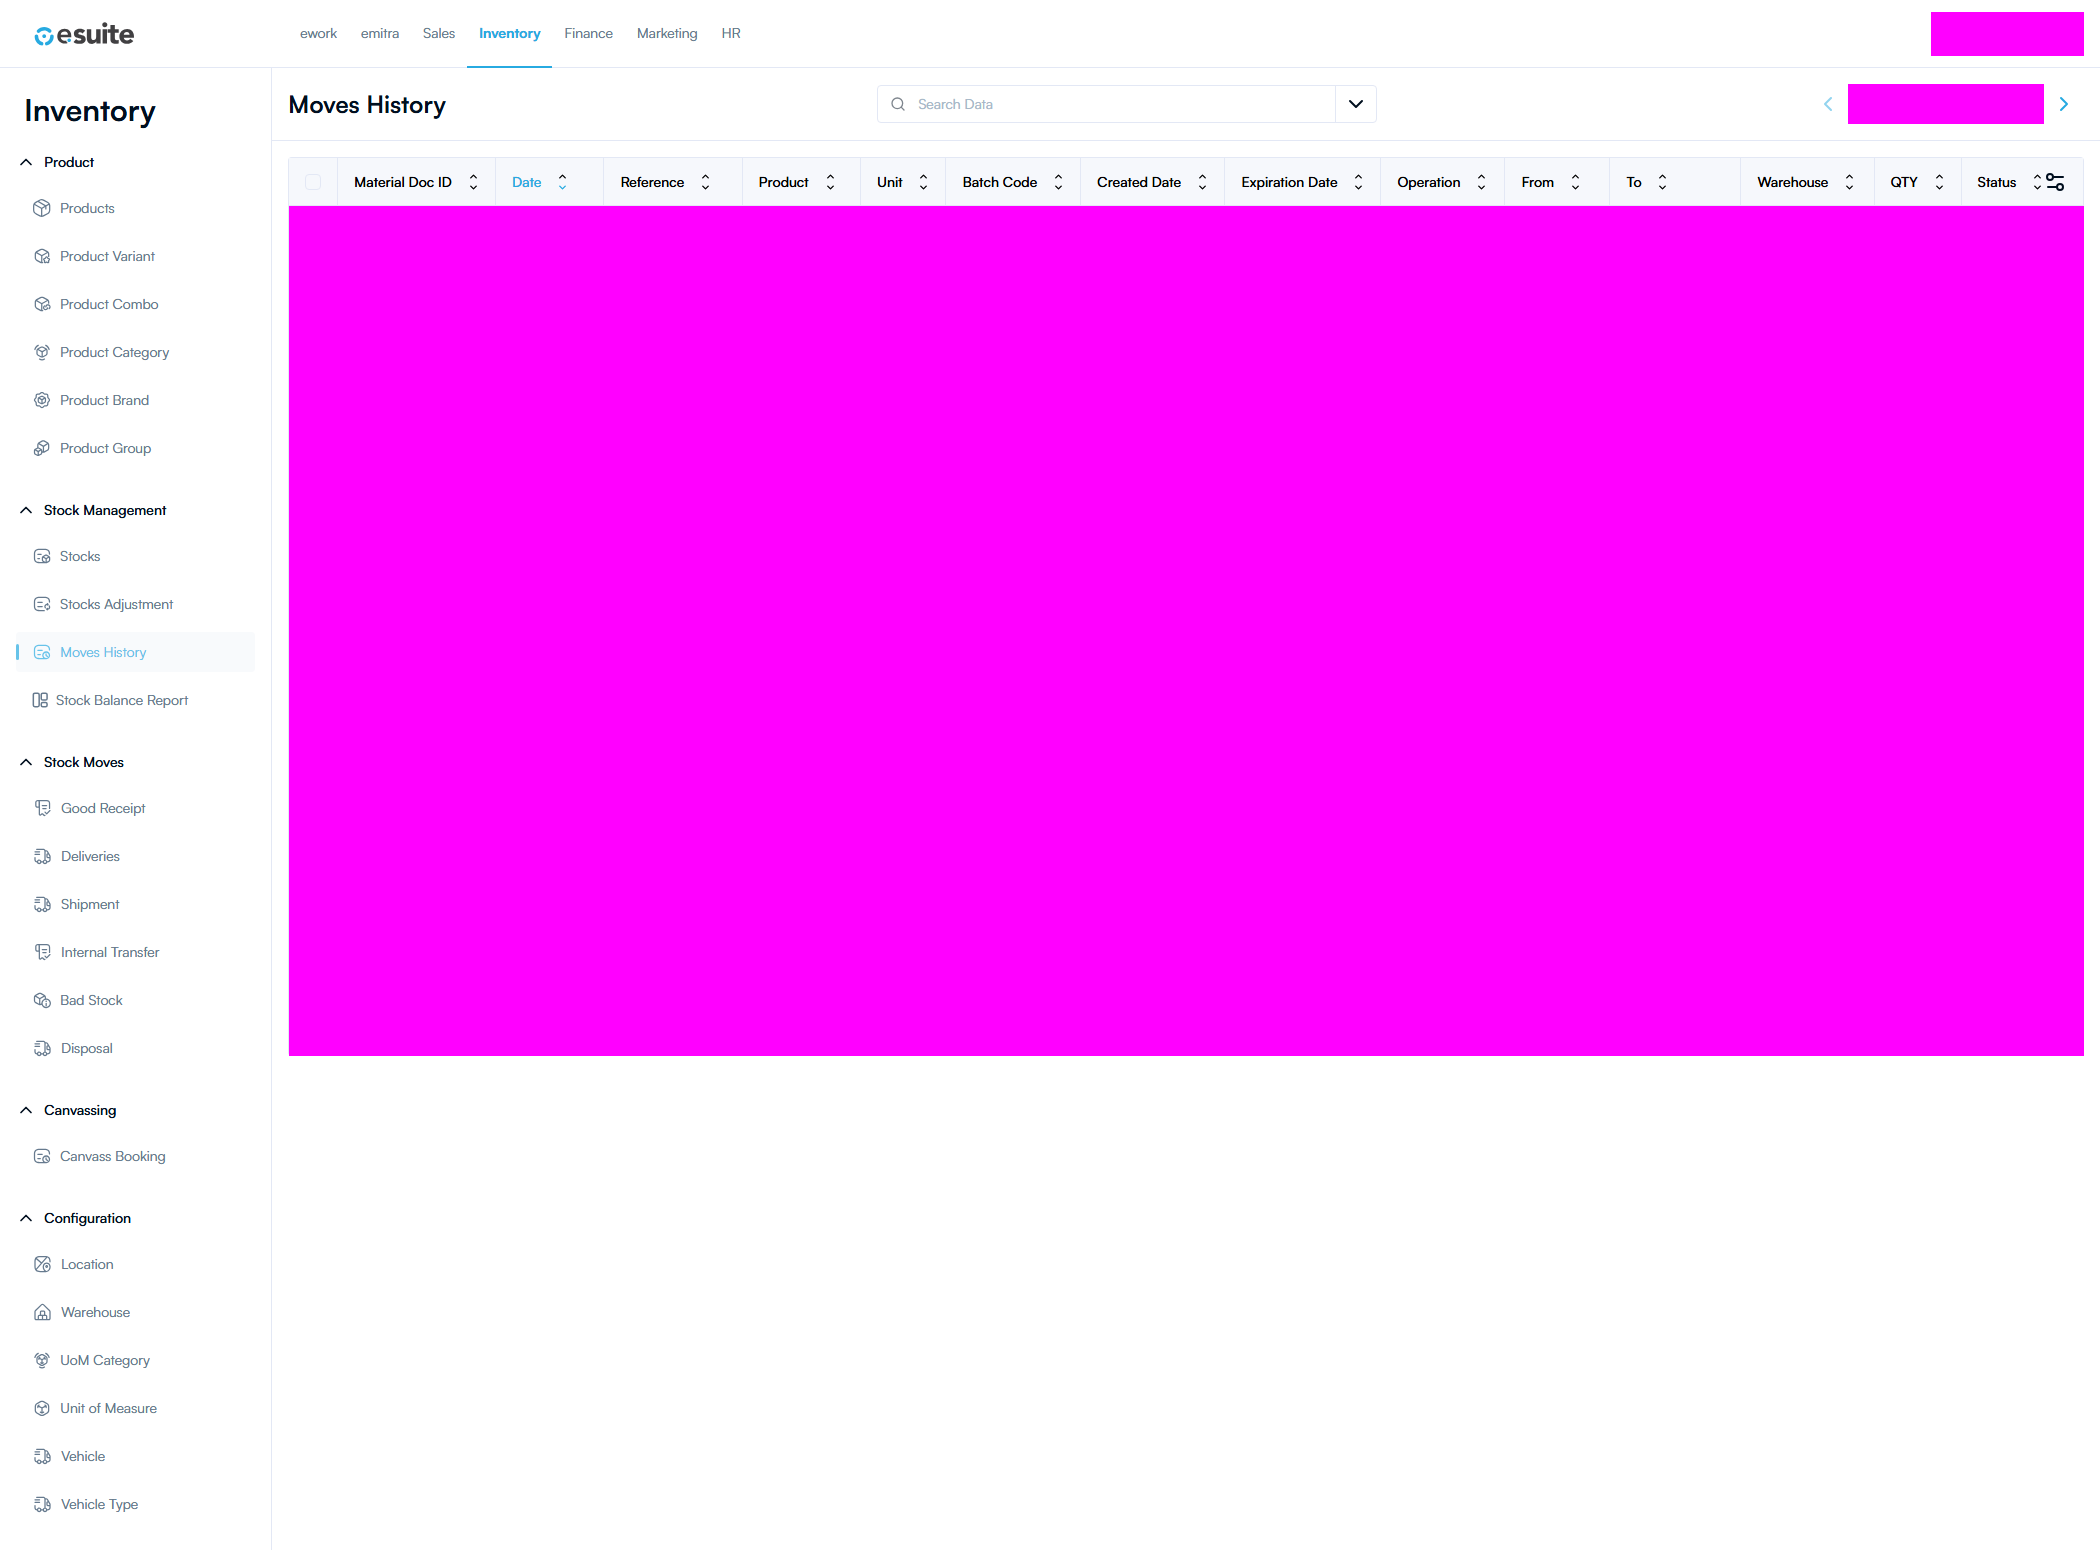 esuite
ework emitra Sales Inventory Finance Marketing HR
Inventory
Moves History
Search Data
Product
Products
Product Variant
Product Combo
Product Category
Product Brand
Product Group
Stock Management
Stocks
Stocks Adjustment
Moves History
Stock Balance Report
Stock Moves
Good Receipt
Deliveries
Shipment
Internal Transfer
Bad Stock
Disposal
Canvassing
Canvass Booking
Configuration
Location
Warehouse
UoM Category
Unit of Measure
Vehicle
Vehicle Type
Material Doc ID Date Reference Product Unit Batch Code Created Date Expiration Date Operation From To Warehouse QTY Status